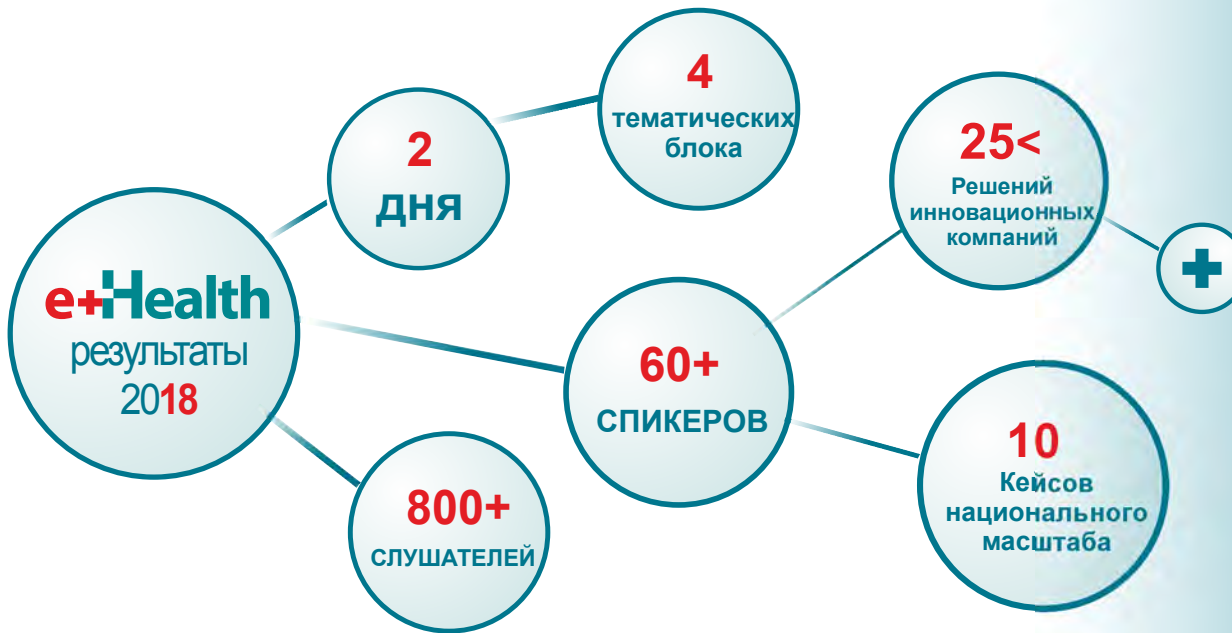 e+Health
результаты
2018
2
ДНЯ
4
тематических
блока
60+
СПИКЕРОВ
25<
Решений
инновационных
компаний
10
Кейсов
национального
масштаба
800+
СЛУШАТЕЛЕЙ